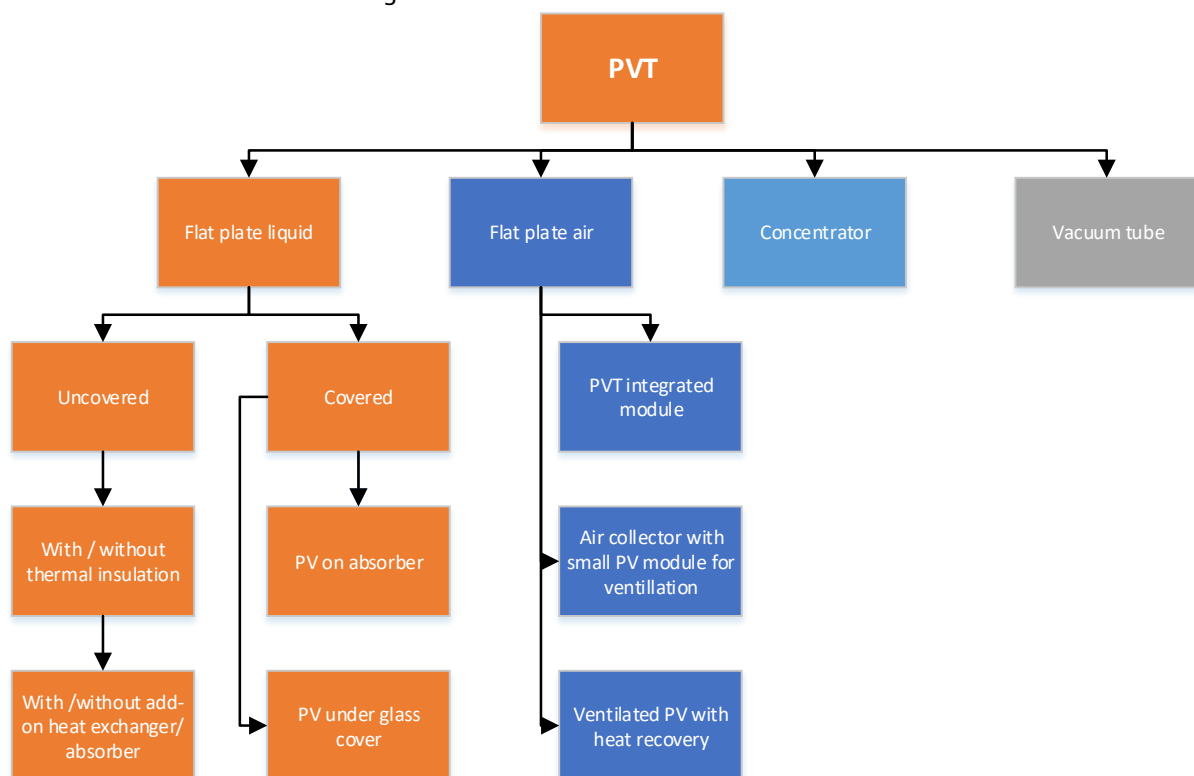 PVT
Flat plate liquid
Flat plate air
Concentrator
Vacuum tube
Uncovered
Covered
PVT integrated
module
With / without
thermal insulation
PV on absorber
Air collector with
small PV module for
ventillation
With /without add-
on heat exchanger/
absorber
PV under glass
cover
Ventilated PV with
heat recovery